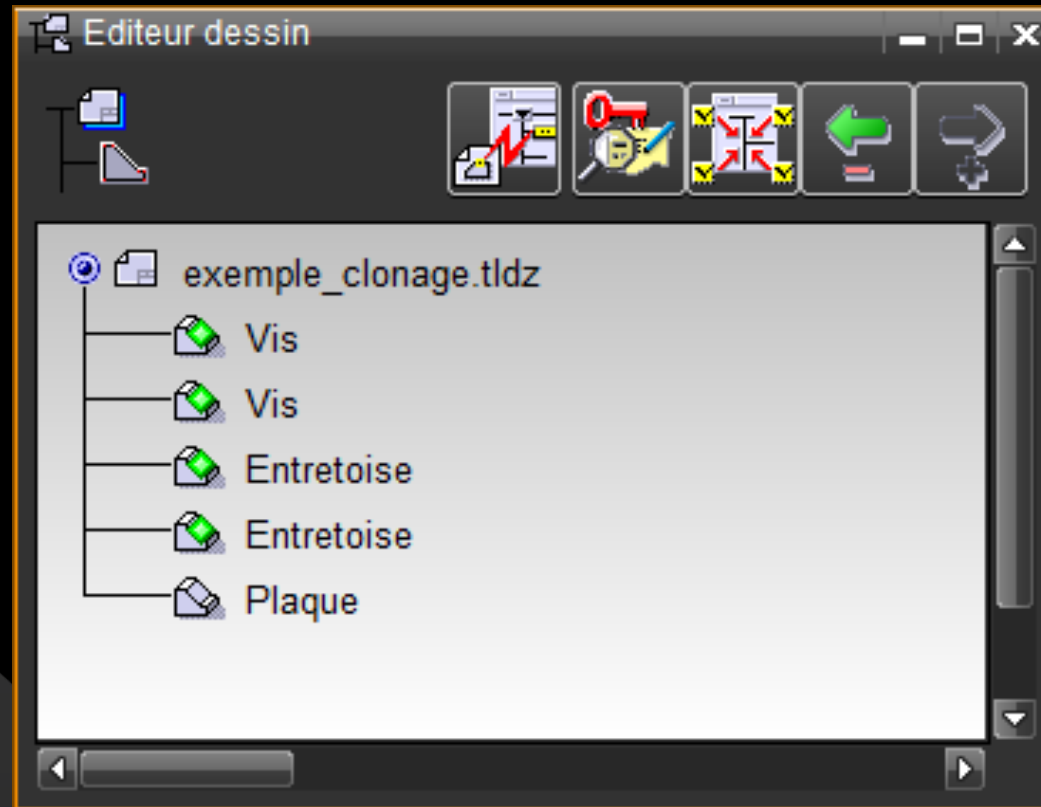 Editeur dessin
exemple_clonage.tldz
Vis
Vis
Entretoise
Entretoise
Plaque